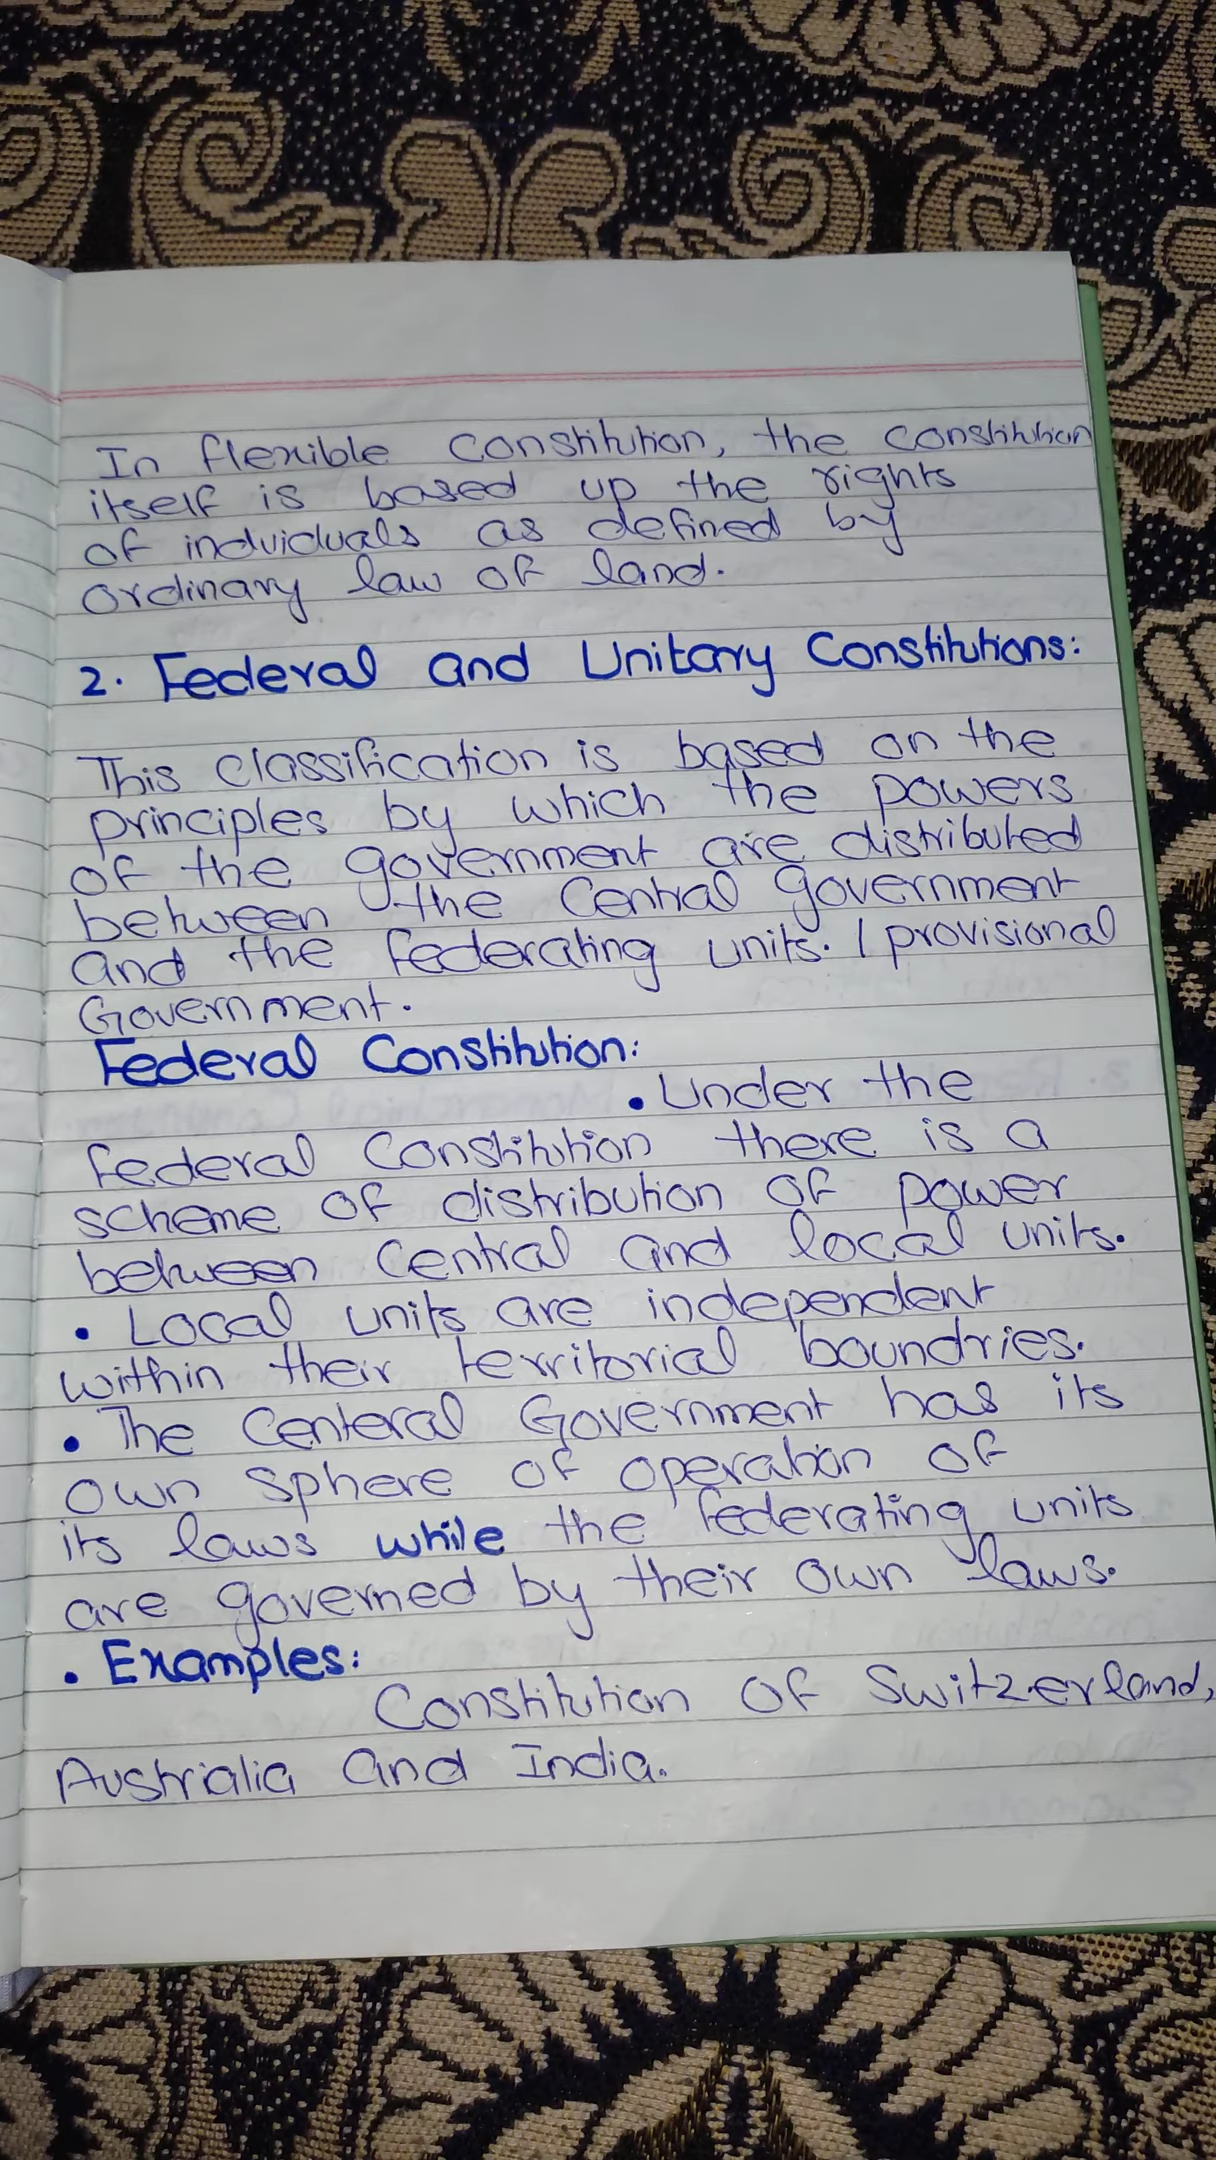 In flexible Constitution, the constitution
itself is based up the rights
of individuals as defined by
ordinary law of land.
2. Federal and Unitary Constitutions:
This classification is based on the
principles by which the powers
of the government are distributed
between the Central government
and the federating units. / provisional
Government.
Federal Constitution:
• Under the
federal Constitution there is a
scheme of distribution of power
between Central and local units.
• Local units are independent
within their territorial boundries.
• The Centeral Government has its
own sphere of operation of
its laws while the federating units
are governed by their own laws.
• Examples:
Constitution of Switzerland,
Austrialia and India.